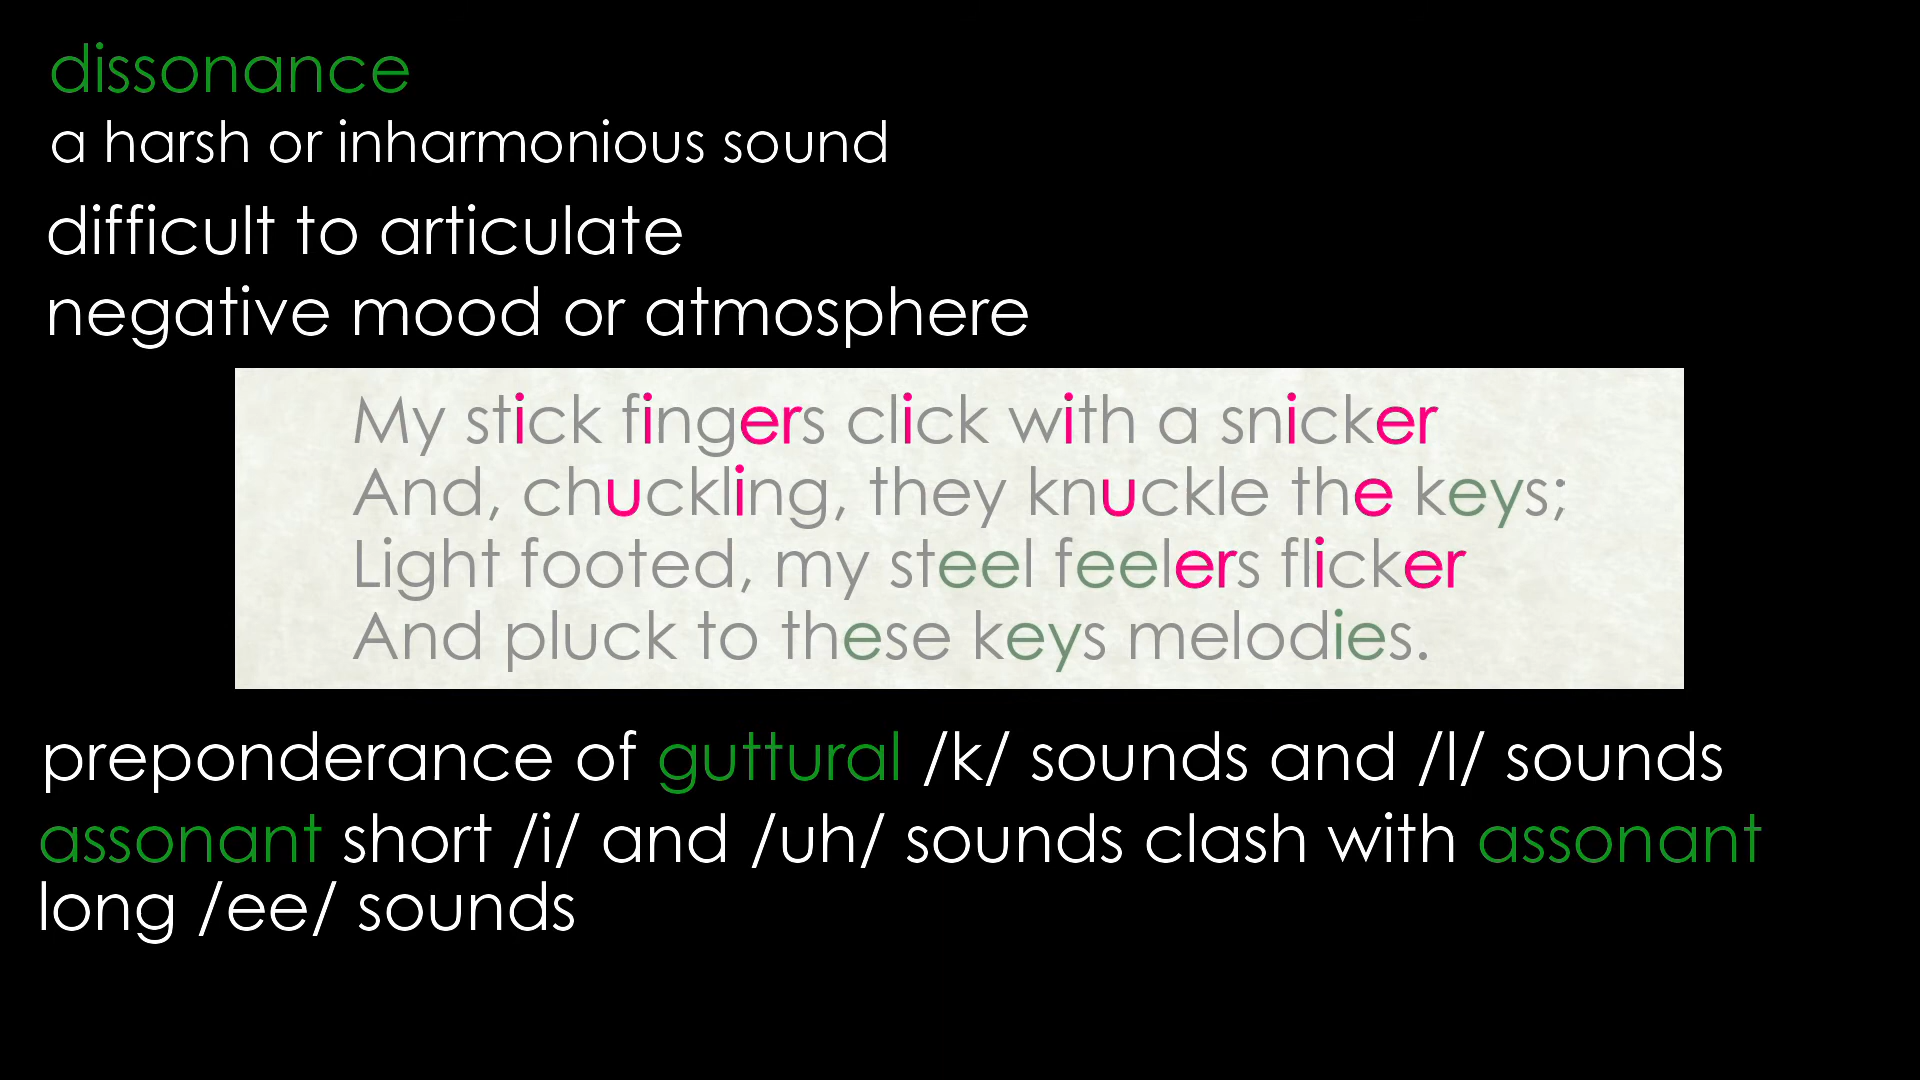 dissonance
a harsh or inharmonious sound
difficult to articulate
negative mood or atmosphere
My stick fingers click with a snicker
And, chuckling, they knuckle the keys;
Light footed, my steel feelers flicker
And pluck to these keys melodies.
preponderance of guttural /k/ sounds and /l/ sounds
assonant short /i/ and /uh/ sounds clash with assonant
long /ee/ sounds